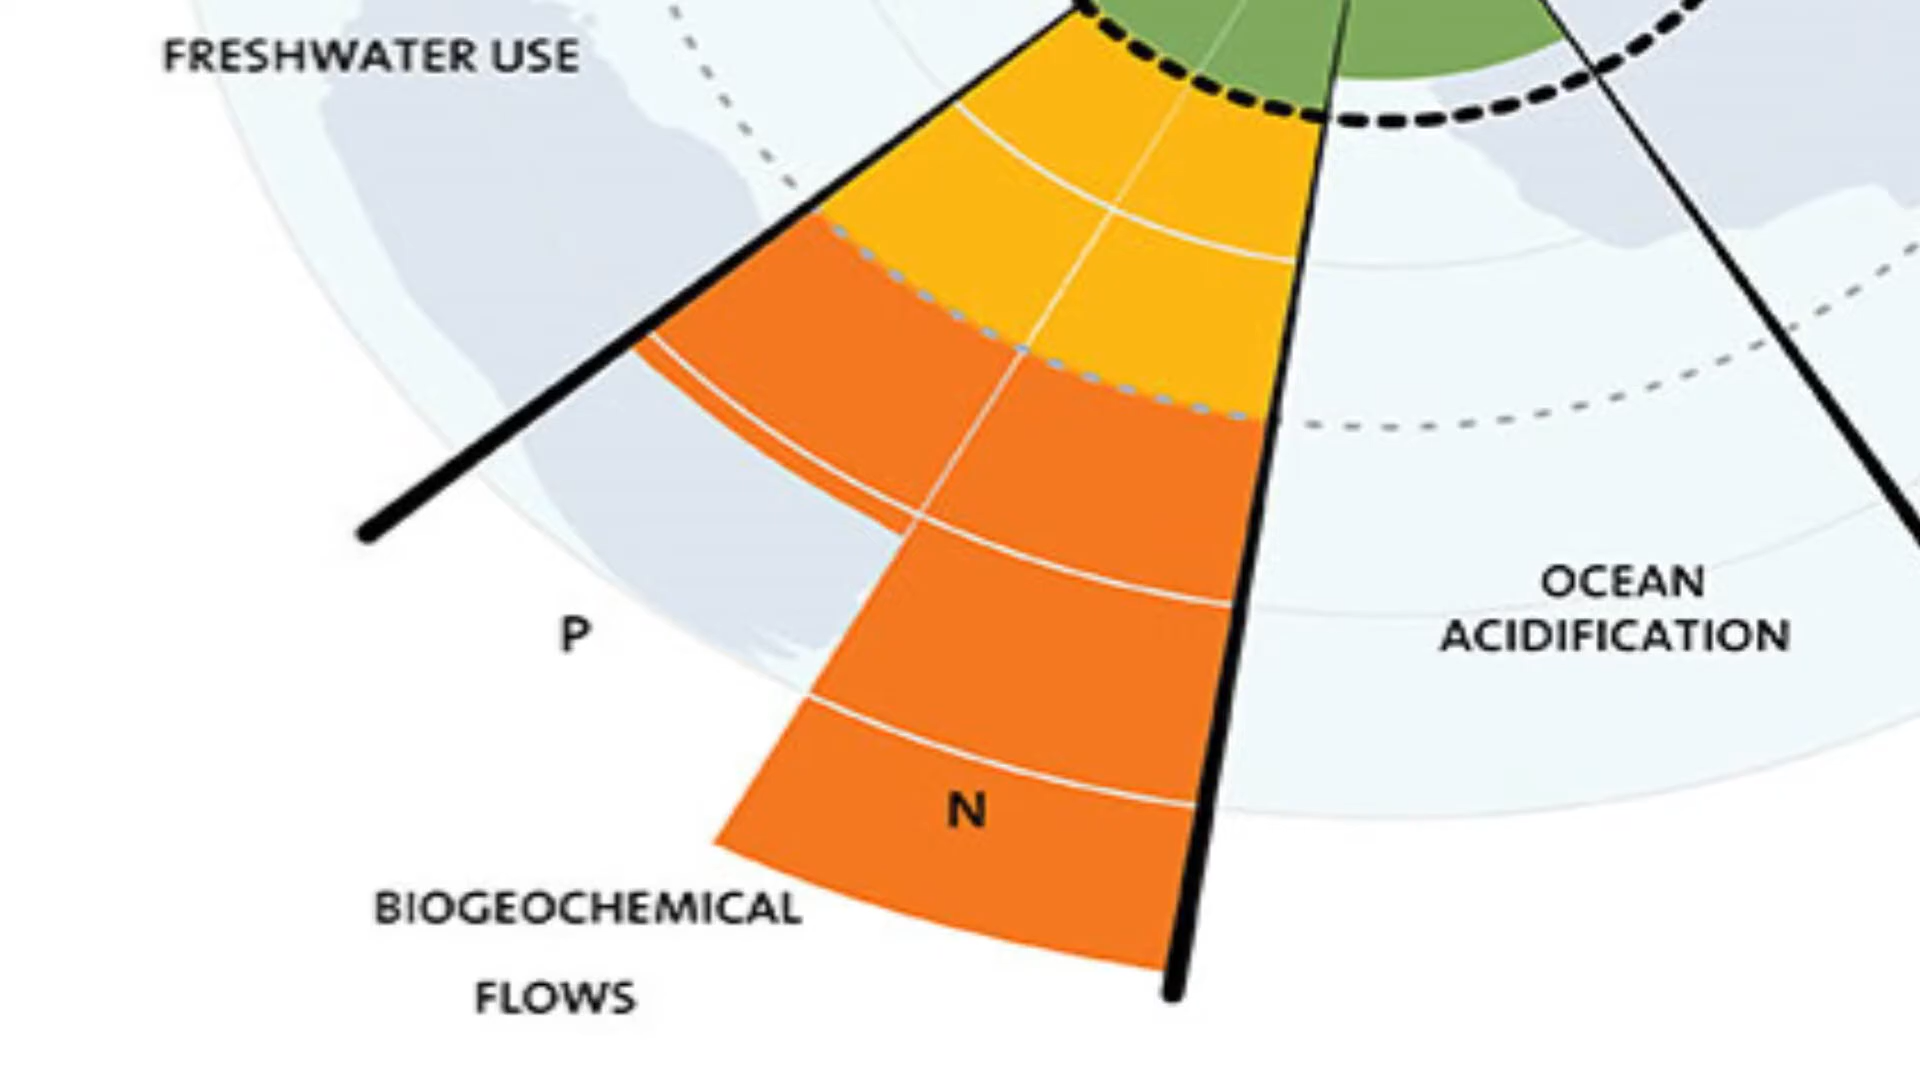 FRESHWATER USE
OCEAN
ACIDIFICATION
P
N
BIOGEOCHEMICAL
FLOWS